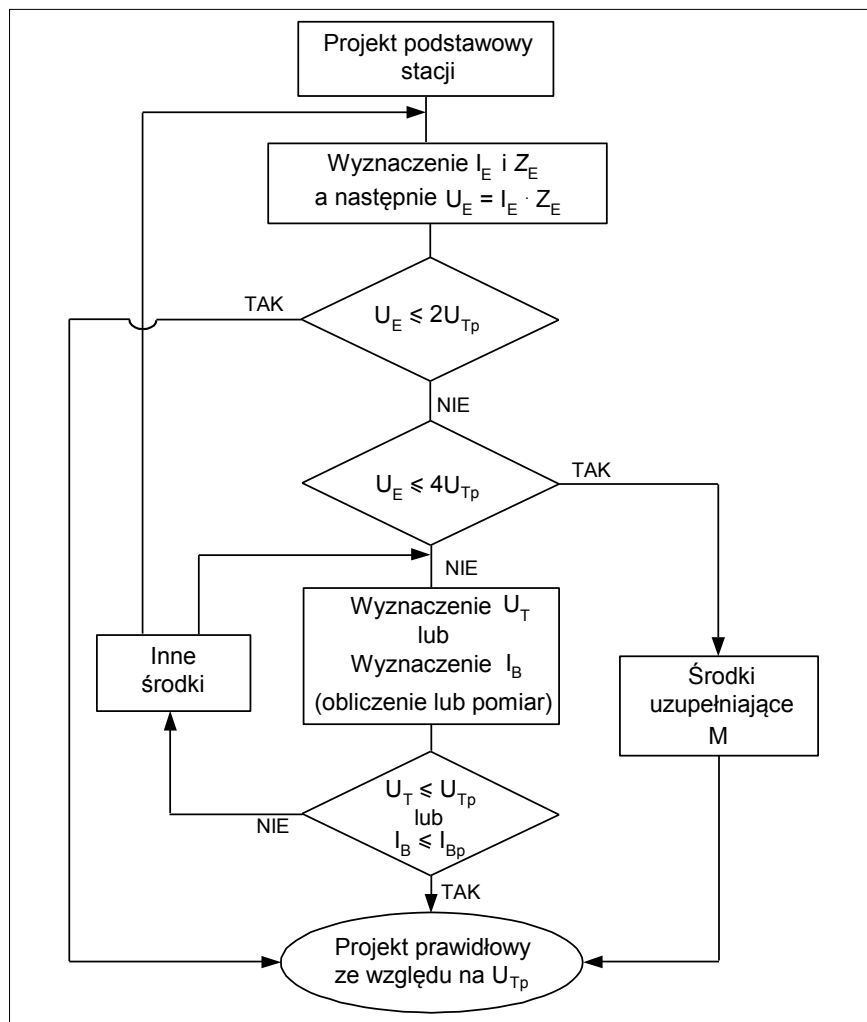 Projekt podstawowy
stacji
Wyznaczenie I_E i Z_E
a następnie U_E = I_E · Z_E
TAK
U_E ⩽ 2U_Tp
NIE
U_E ⩽ 4U_Tp
TAK
NIE
Wyznaczenie U_T
lub
Wyznaczenie I_B
(obliczenie lub pomiar)
Inne
środki
Środki
uzupełniające
M
U_T ⩽ U_Tp
lub
I_B ⩽ I_Bp
NIE
TAK
Projekt prawidłowy
ze względu na U_Tp